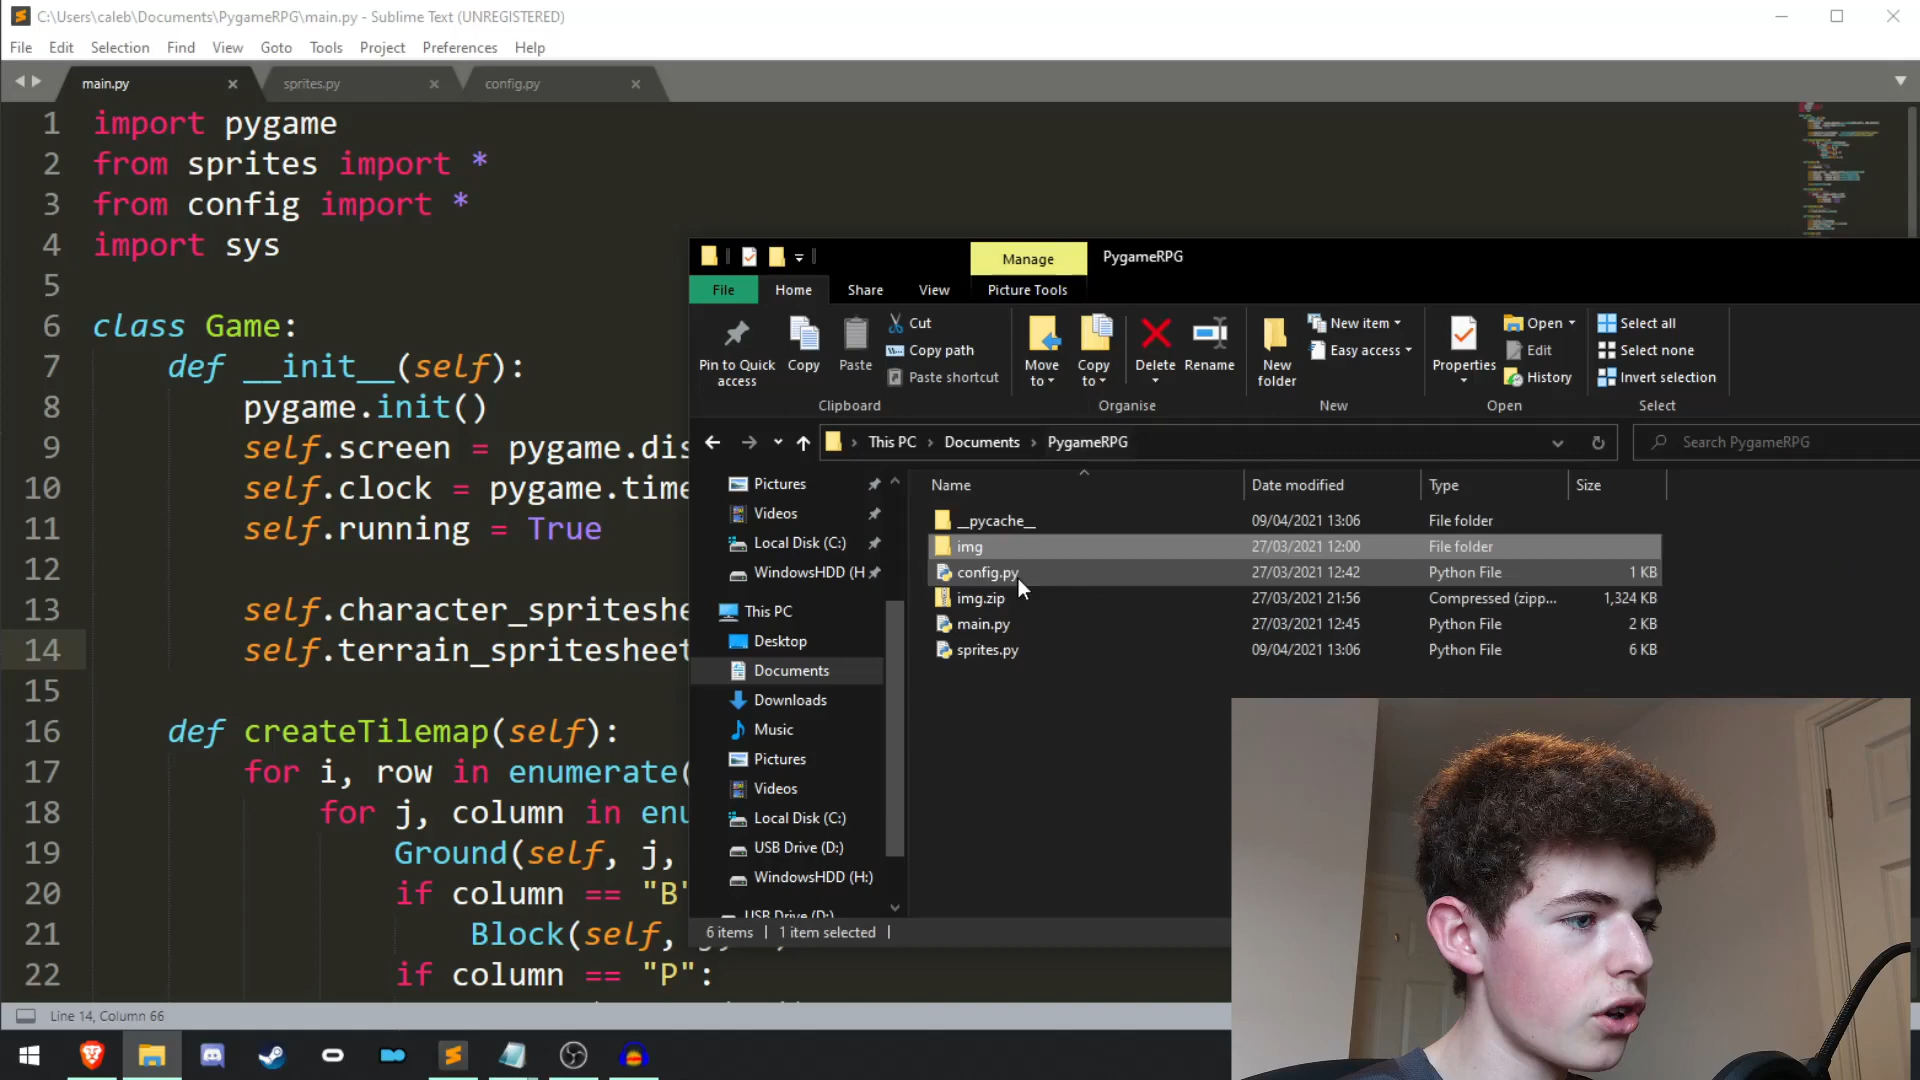 C:\Users\caleb\Documents\PygameRPG\main.py - Sublime Text (UNREGISTERED)
File Edit Selection Find View Goto Tools Project Preferences Help
main.py sprites.py config.py
1 import pygame
2 from sprites import *
3 from config import *
4 import sys
5
6 class Game:
7 def __init__(self):
8 pygame.init()
9 self.screen = pygame.dis
10 self.clock = pygame.time
11 self.running = True
12
13 self.character_spriteshe
14 self.terrain_spritesheet
15
16 def createTilemap(self):
17 for i, row in enumerate(
18 for j, column in enu
19 Ground(self, j,
20 if column == "B"
21 Block(self,
22 if column == "P":
Line 14, Column 66
Manage PygameRPG
File Home Share View Picture Tools
Pin to Quick access
Copy
Paste
Cut
Copy path
Paste shortcut
Clipboard
Move to
Copy to
Delete
Rename
Organise
New folder
New item
Easy access
New
Properties
Open
Edit
History
Open
Select all
Select none
Invert selection
Select
This PC Documents PygameRPG
Search PygameRPG
Pictures
Videos
Local Disk (C:)
WindowsHDD (H
This PC
Desktop
Documents
Downloads
Music
Pictures
Videos
Local Disk (C:)
USB Drive (D:)
WindowsHDD (H:)
USB Drive (D:)
Name Date modified Type Size
__pycache__ 09/04/2021 13:06 File folder
img 27/03/2021 12:00 File folder
config.py 27/03/2021 12:42 Python File 1 KB
img.zip 27/03/2021 21:56 Compressed (zipp... 1,324 KB
main.py 27/03/2021 12:45 Python File 2 KB
sprites.py 09/04/2021 13:06 Python File 6 KB
6 items 1 item selected